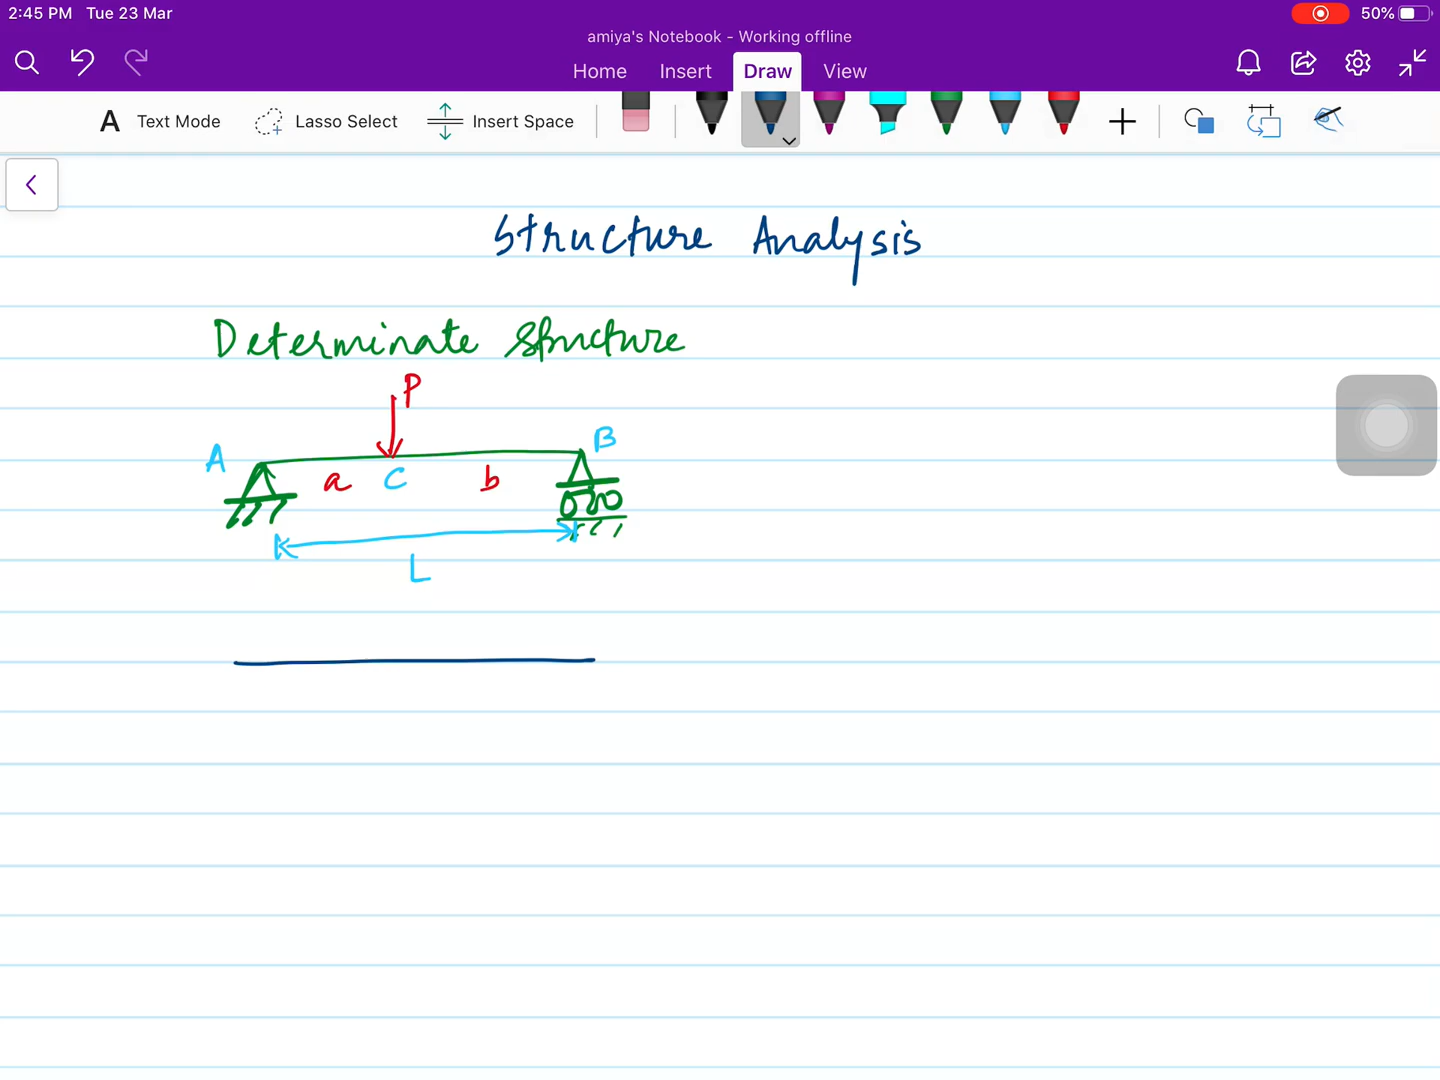 2:45 PM Tue 23 Mar
50%
amiya's Notebook - Working offline
Home Insert Draw View
A Text Mode Lasso Select Insert Space
Structure Analysis
Determinate Structure
P
A B
a C b
L